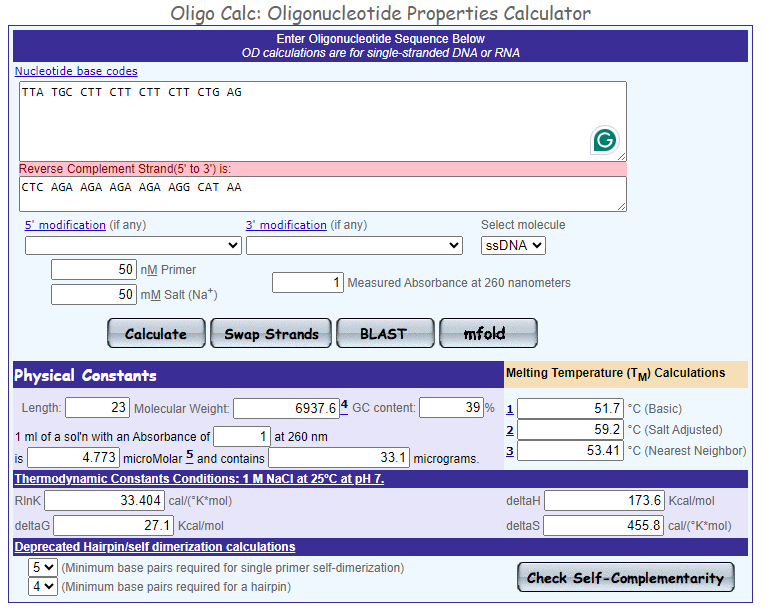 Oligo Calc: Oligonucleotide Properties Calculator
Enter Oligonucleotide Sequence Below
OD calculations are for single-stranded DNA or RNA
Nucleotide base codes
TTA TGC CTT CTT CTT CTT CTG AG
Reverse Complement Strand(5' to 3') is:
CTC AGA AGA AGA AGA AGG CAT AA
5' modification (if any) 3' modification (if any) Select molecule
ssDNA
50 nM Primer
1 Measured Absorbance at 260 nanometers
50 mM Salt (Na+)
Calculate Swap Strands BLAST mfold
Physical Constants Melting Temperature (TM) Calculations
Length: 23 Molecular Weight: 6937.6 4 GC content: 39 % 1 51.7 °C (Basic)
1 ml of a sol'n with an Absorbance of 1 at 260 nm 2 59.2 °C (Salt Adjusted)
is 4.773 microMolar 5 and contains 33.1 micrograms. 3 53.41 °C (Nearest Neighbor)
Thermodynamic Constants Conditions: 1 M NaCl at 25°C at pH 7.
RlnK 33.404 cal/(°K*mol) deltaH 173.6 Kcal/mol
deltaG 27.1 Kcal/mol deltaS 455.8 cal/(°K*mol)
Deprecated Hairpin/self dimerization calculations
5 (Minimum base pairs required for single primer self-dimerization)
4 (Minimum base pairs required for a hairpin)
Check Self-Complementarity